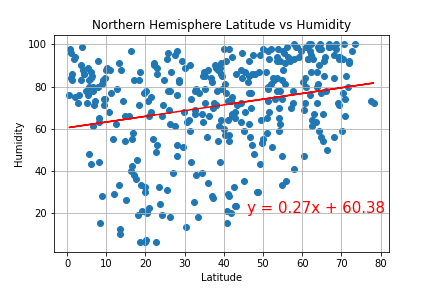 Northern Hemisphere Latitude vs Humidity
100
80
60
40
20
Humidity
y = 0.27x + 60.38
0 10 20 30 40 50 60 70 80
Latitude